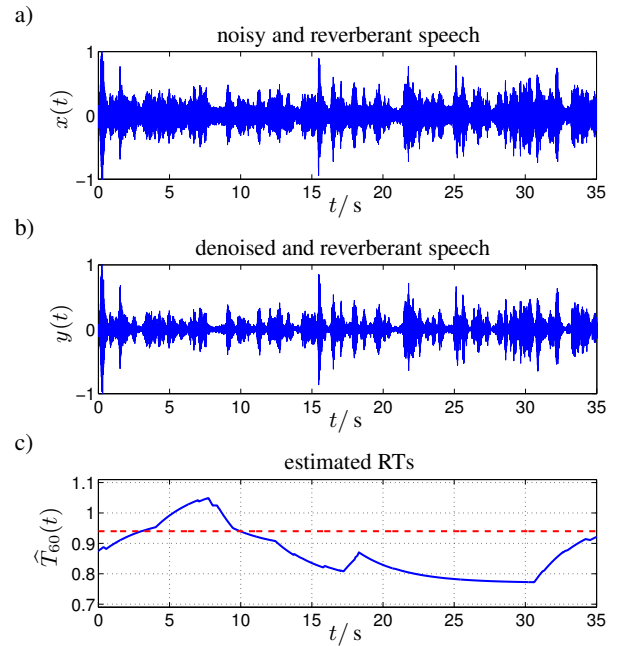 a)
noisy and reverberant speech
x(t)
1
0
−1
0 5 10 15 20 25 30 35
t/ s
b)
denoised and reverberant speech
y(t)
1
0
−1
0 5 10 15 20 25 30 35
t/ s
c)
estimated RTs
T̂₆₀(t)
1.1
1
0.9
0.8
0.7
0 5 10 15 20 25 30 35
t/ s